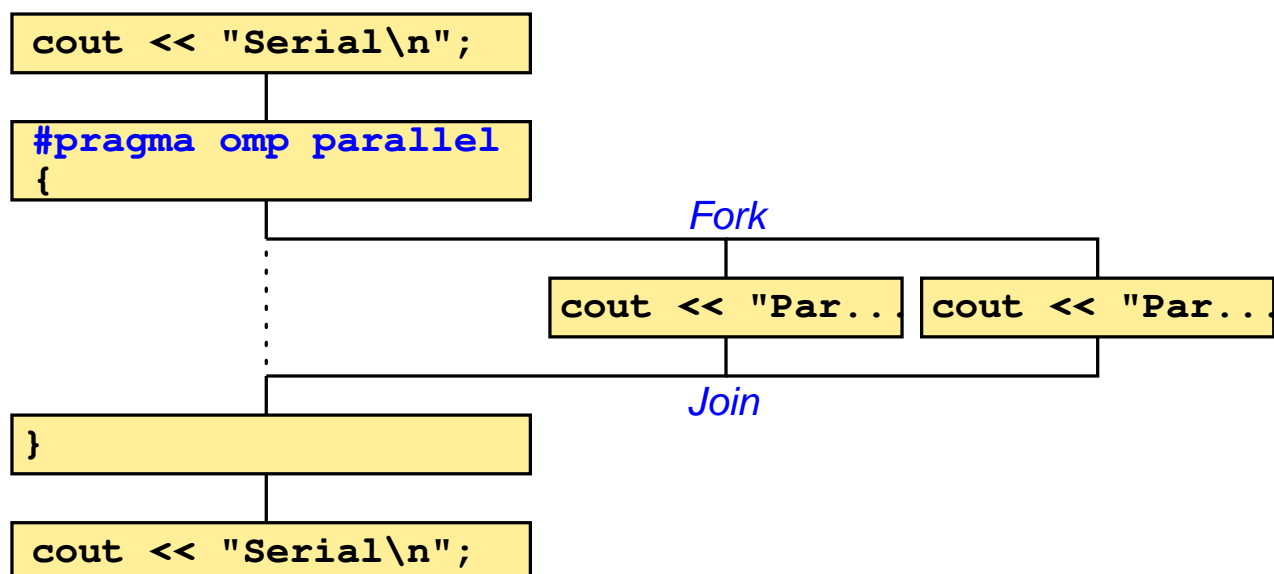 cout << "Serial\n";
#pragma omp parallel
{
Fork
cout << "Par...
cout << "Par...
Join
}
cout << "Serial\n";